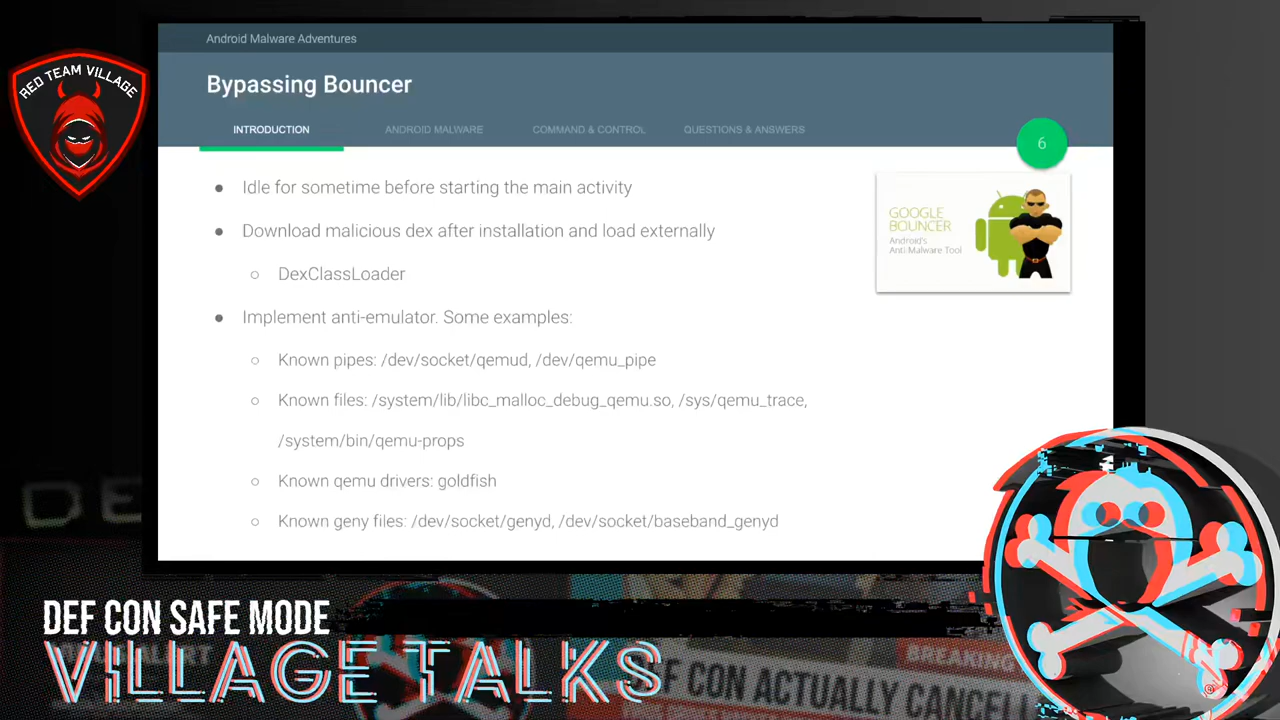 RED TEAM VILLAGE
Android Malware Adventures
Bypassing Bouncer
INTRODUCTION
ANDROID MALWARE
COMMAND & CONTROL
QUESTIONS & ANSWERS
6
● Idle for sometime before starting the main activity
● Download malicious dex after installation and load externally
○ DexClassLoader
● Implement anti-emulator. Some examples:
○ Known pipes: /dev/socket/qemud, /dev/qemu_pipe
○ Known files: /system/lib/libc_malloc_debug_qemu.so, /sys/qemu_trace,
/system/bin/qemu-props
○ Known qemu drivers: goldfish
○ Known geny files: /dev/socket/genyd, /dev/socket/baseband_genyd
GOOGLE
BOUNCER
Android's
Anti Malware Tool
DEF CON SAFE MODE
VILLAGE TALKS
DEF CON ACTUALLY CANCELL
BREAKIN